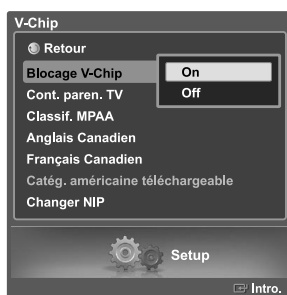 V-Chip
Retour
Blocage V-Chip
On
Cont. paren. TV
Off
Classif. MPAA
Anglais Canadien
Français Canadien
Catég. américaine téléchargeable
Changer NIP
Setup
Intro.